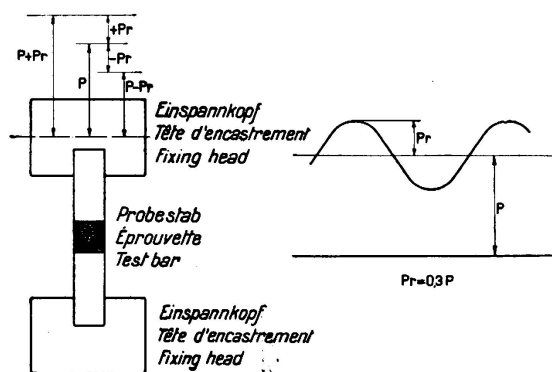 +Pr
P+Pr
-Pr
P
P-Pr
Einspannkopf
Tête d'encastrement
Fixing head
Pr
Probestab
Éprouvette
Test bar
P
Pr=0,3P
Einspannkopf
Tête d'encastrement
Fixing head